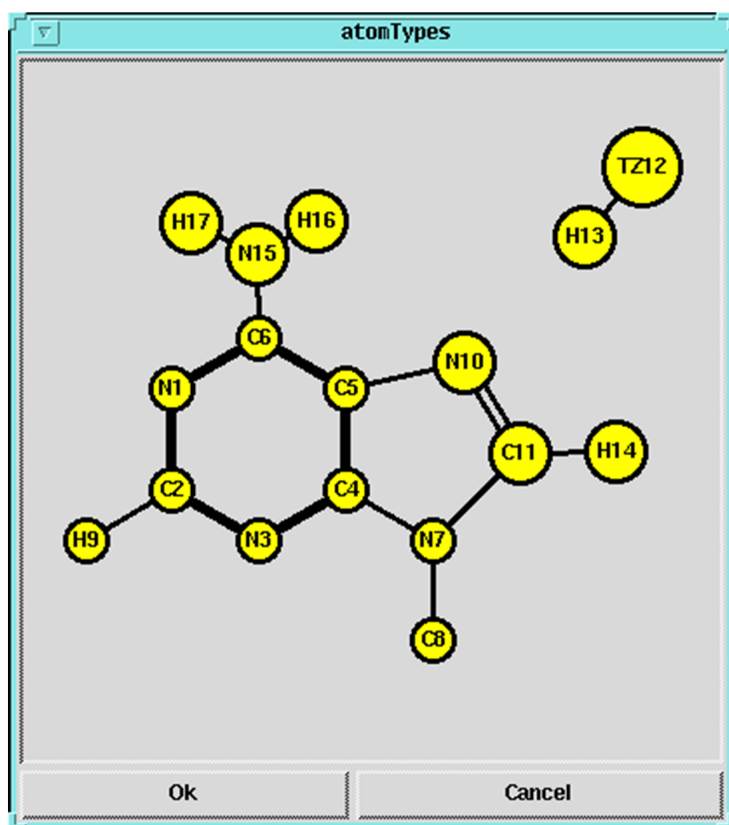 atomTypes
TZ12
H17
H16
H13
N15
C6
N10
N1
C5
C11
H14
C2
C4
H9
N3
N7
C8
Ok
Cancel